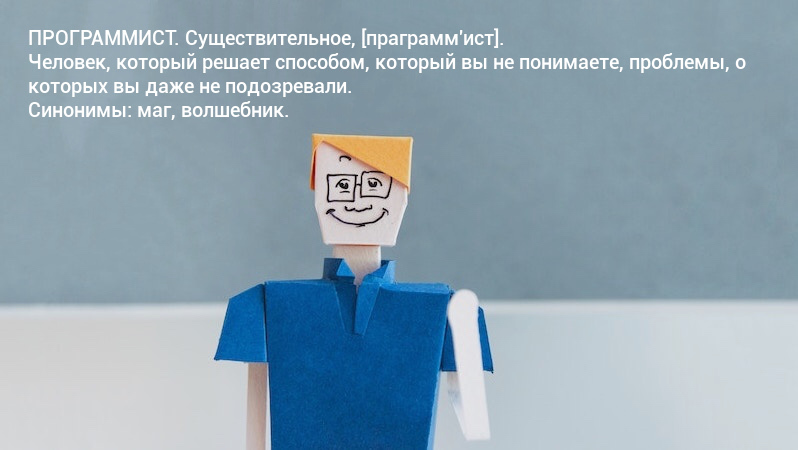 ПРОГРАММИСТ. Существительное, [праграмм'ист].
Человек, который решает способом, который вы не понимаете, проблемы, о
которых вы даже не подозревали.
Синонимы: маг, волшебник.